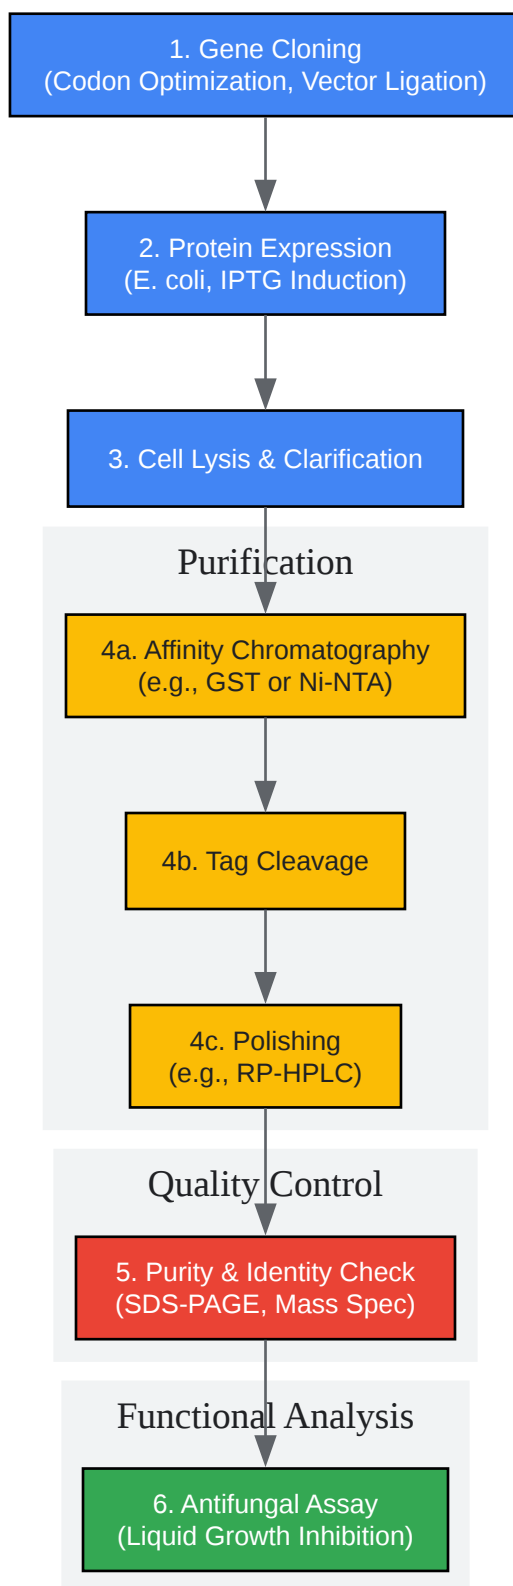 1. Gene Cloning
(Codon Optimization, Vector Ligation)
2. Protein Expression
(E. coli, IPTG Induction)
3. Cell Lysis & Clarification
Purification
4a. Affinity Chromatography
(e.g., GST or Ni-NTA)
4b. Tag Cleavage
4c. Polishing
(e.g., RP-HPLC)
Quality Control
5. Purity & Identity Check
(SDS-PAGE, Mass Spec)
Functional Analysis
6. Antifungal Assay
(Liquid Growth Inhibition)